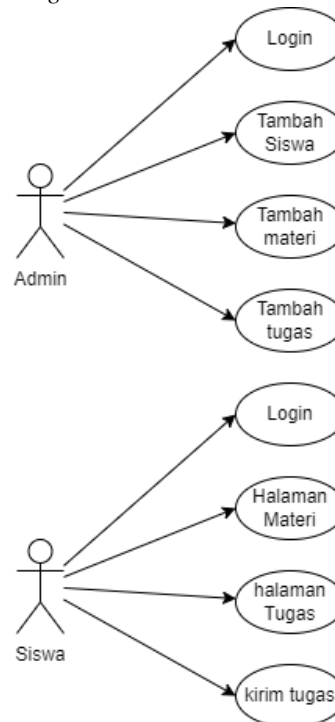 Login
Tambah
Siswa
Tambah
materi
Admin
Tambah
tugas
Login
Halaman
Materi
halaman
Tugas
Siswa
kirim tugas